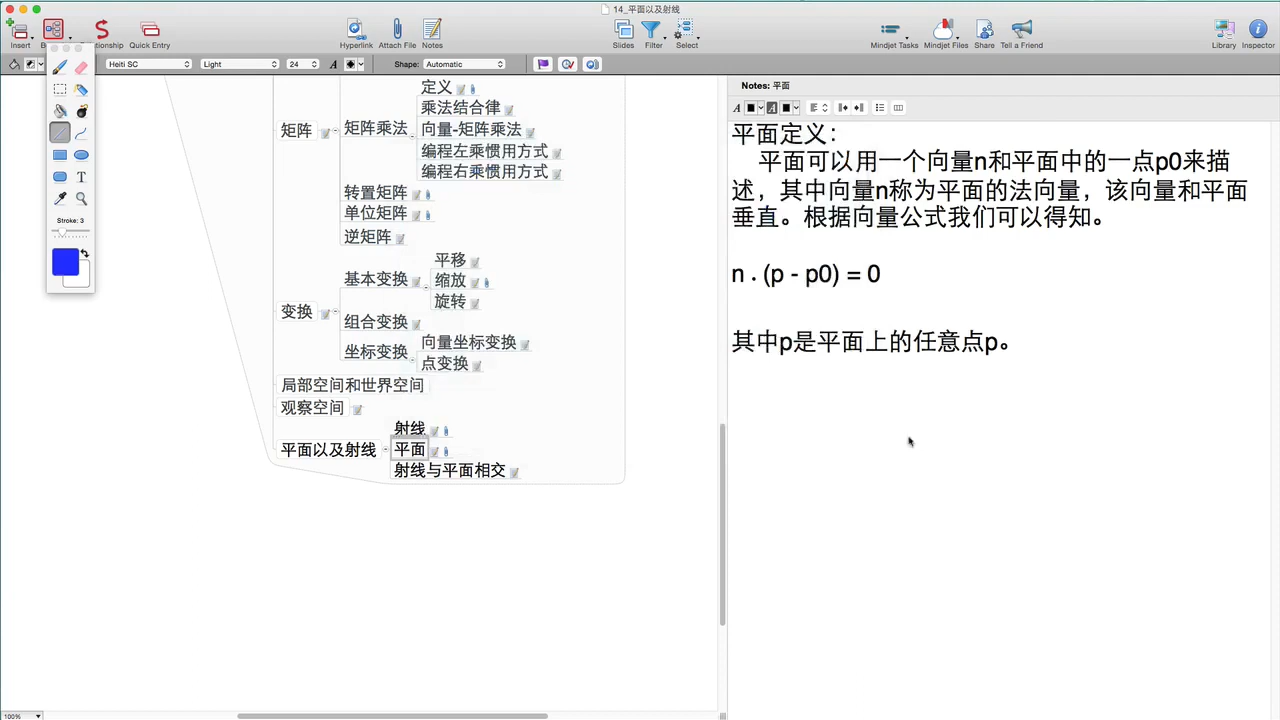 14_平面以及射线
Insert
Relationship
Quick Entry
Hyperlink
Attach File
Notes
Slides
Filter
Select
Mindjet Tasks
Mindjet Files
Share
Tell a Friend
Library
Inspector
Heiti SC
Light
24
A
Shape:
Automatic
Stroke: 3
定义
乘法结合律
矩阵
矩阵乘法
向量-矩阵乘法
编程左乘惯用方式
编程右乘惯用方式
转置矩阵
单位矩阵
逆矩阵
平移
基本变换
缩放
旋转
变换
组合变换
向量坐标变换
坐标变换
点变换
局部空间和世界空间
观察空间
射线
平面以及射线
平面
射线与平面相交
100%
Notes: 平面
平面定义：
平面可以用一个向量n和平面中的一点p0来描
述，其中向量n称为平面的法向量，该向量和平面
垂直。根据向量公式我们可以得知。
n . (p - p0) = 0
其中p是平面上的任意点p。